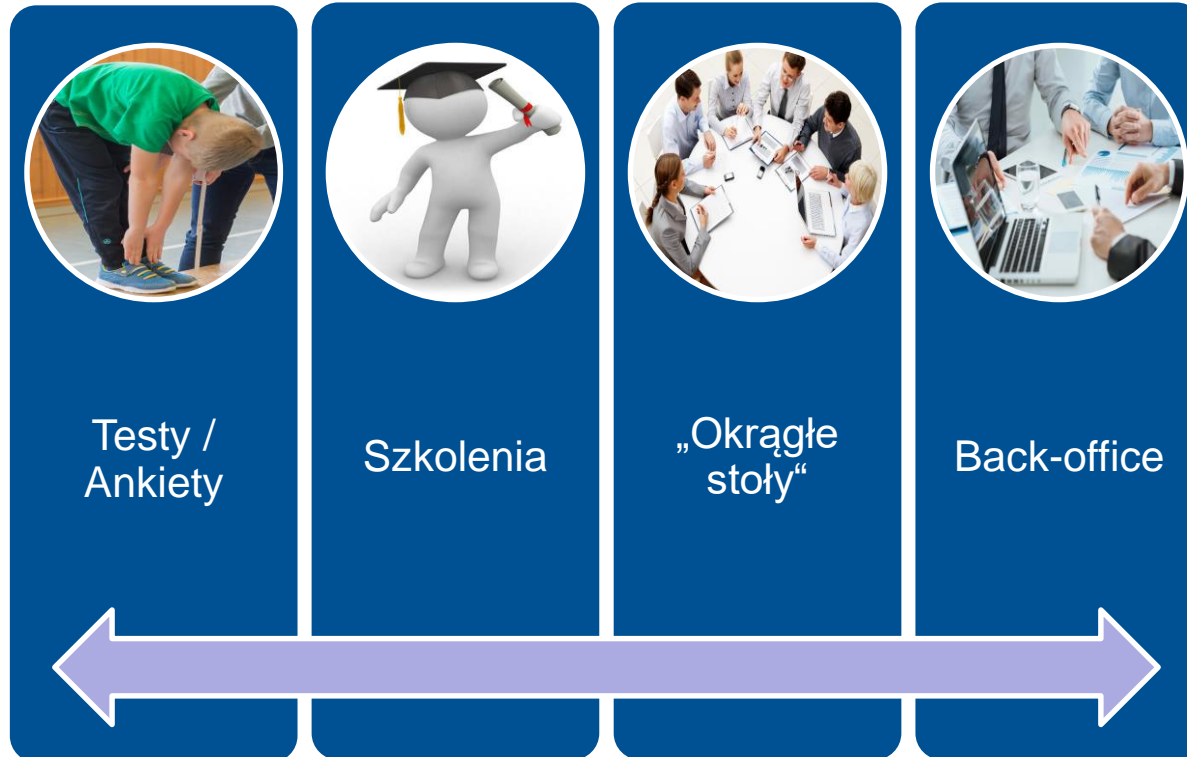 Testy /
Ankiety
Szkolenia
„Okrągłe
stoły“
Back-office